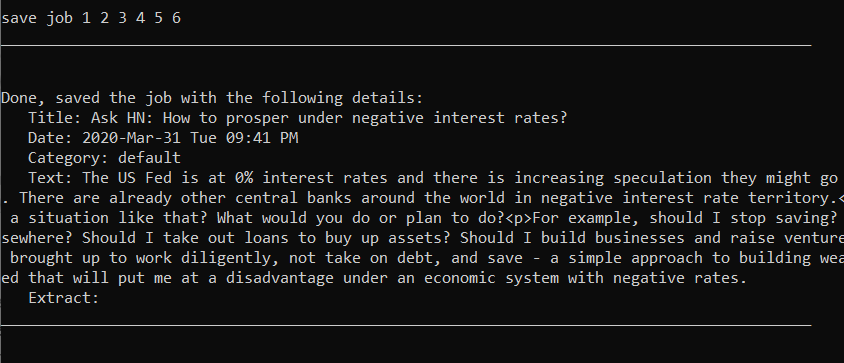 save job 1 2 3 4 5 6
Done, saved the job with the following details:
Title: Ask HN: How to prosper under negative interest rates?
Date: 2020-Mar-31 Tue 09:41 PM
Category: default
Text: The US Fed is at 0% interest rates and there is increasing speculation they might go
. There are already other central banks around the world in negative interest rate territory.<
a situation like that? What would you do or plan to do?<p>For example, should I stop saving?
sewhere? Should I take out loans to buy up assets? Should I build businesses and raise venture
brought up to work diligently, not take on debt, and save - a simple approach to building wea
ed that will put me at a disadvantage under an economic system with negative rates.
Extract: